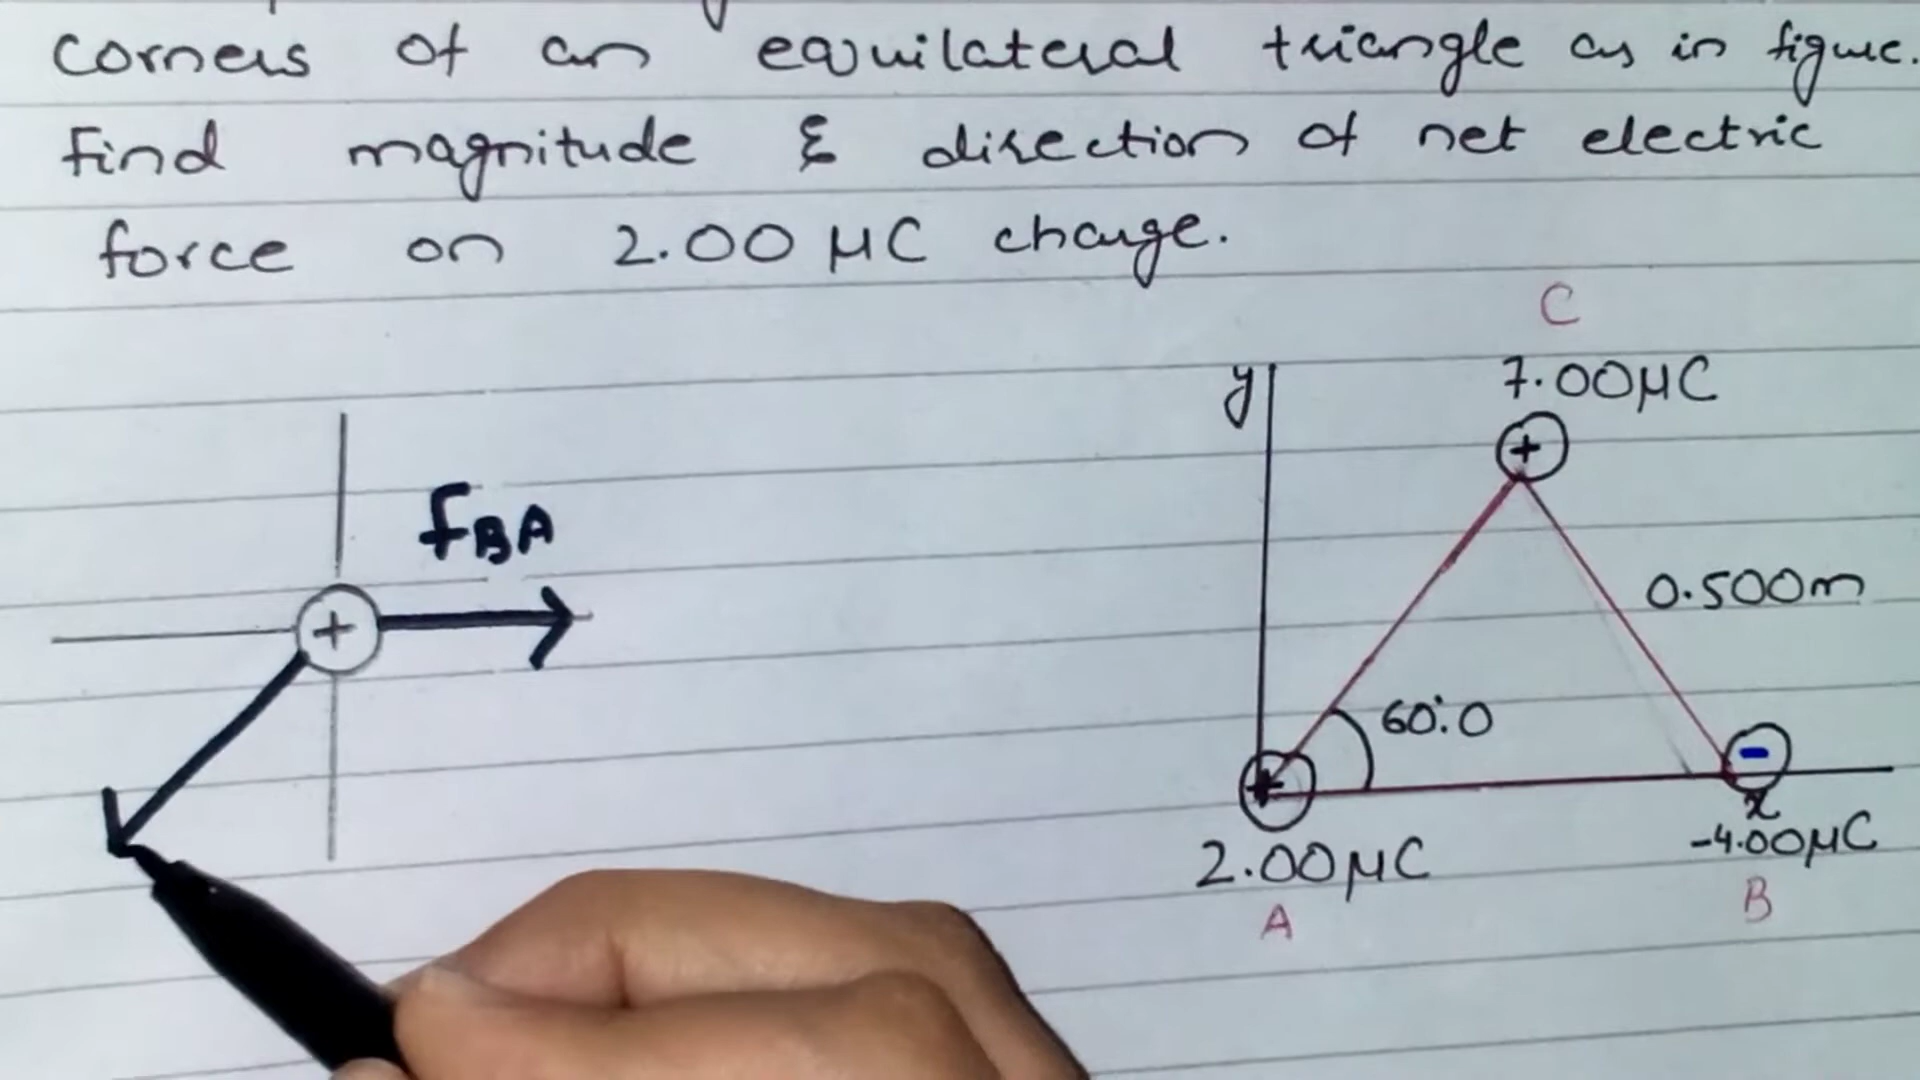 corners of an equilateral triangle as in figure.
Find magnitude & direction of net electric
force on 2.00 μC charge.
C
y
7.00μC
+
FBA
+
0.500m
60.0
+
-
x
2.00μC
-4.00μC
A
B